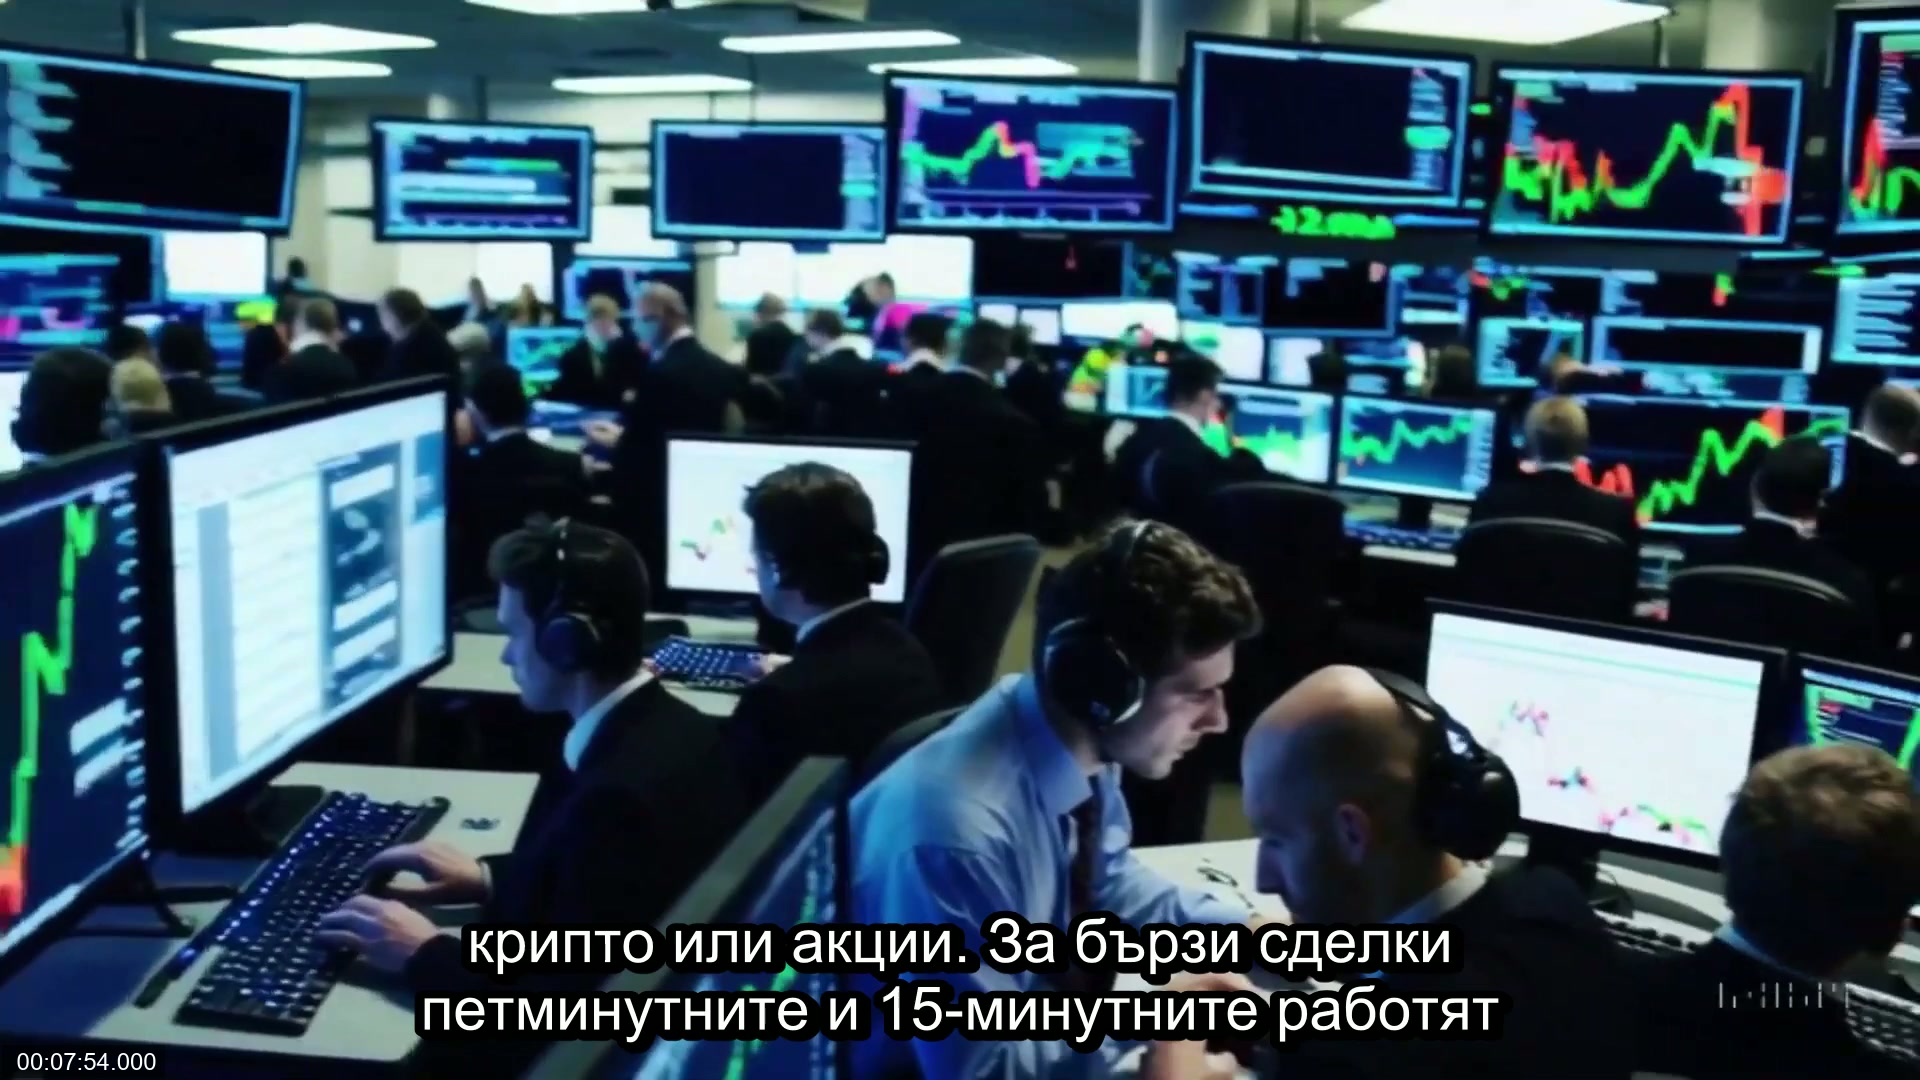 крипто или акции. За бързи сделки
петминутните и 15-минутните работят
00:07:54.000